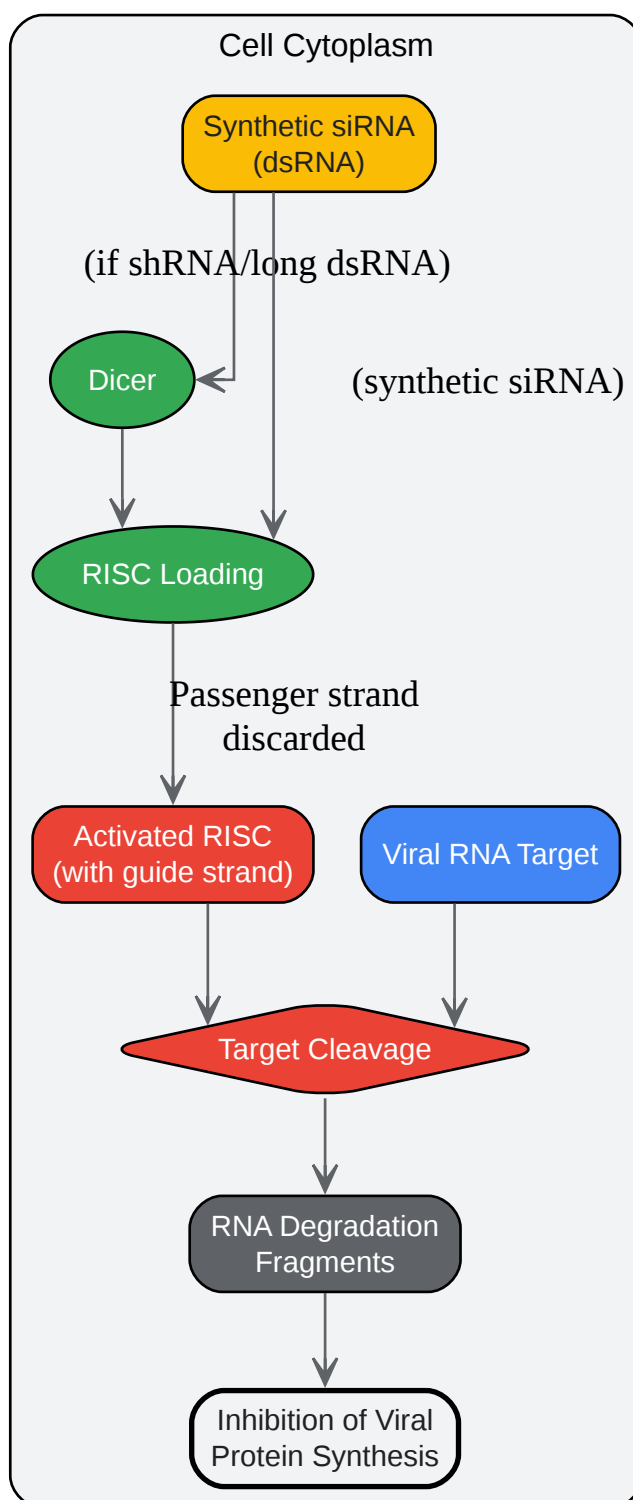 Cell Cytoplasm
Synthetic siRNA
(dsRNA)
(if shRNA/long dsRNA)
Dicer
(synthetic siRNA)
RISC Loading
Passenger strand
discarded
Activated RISC
(with guide strand)
Viral RNA Target
Target Cleavage
RNA Degradation
Fragments
Inhibition of Viral
Protein Synthesis